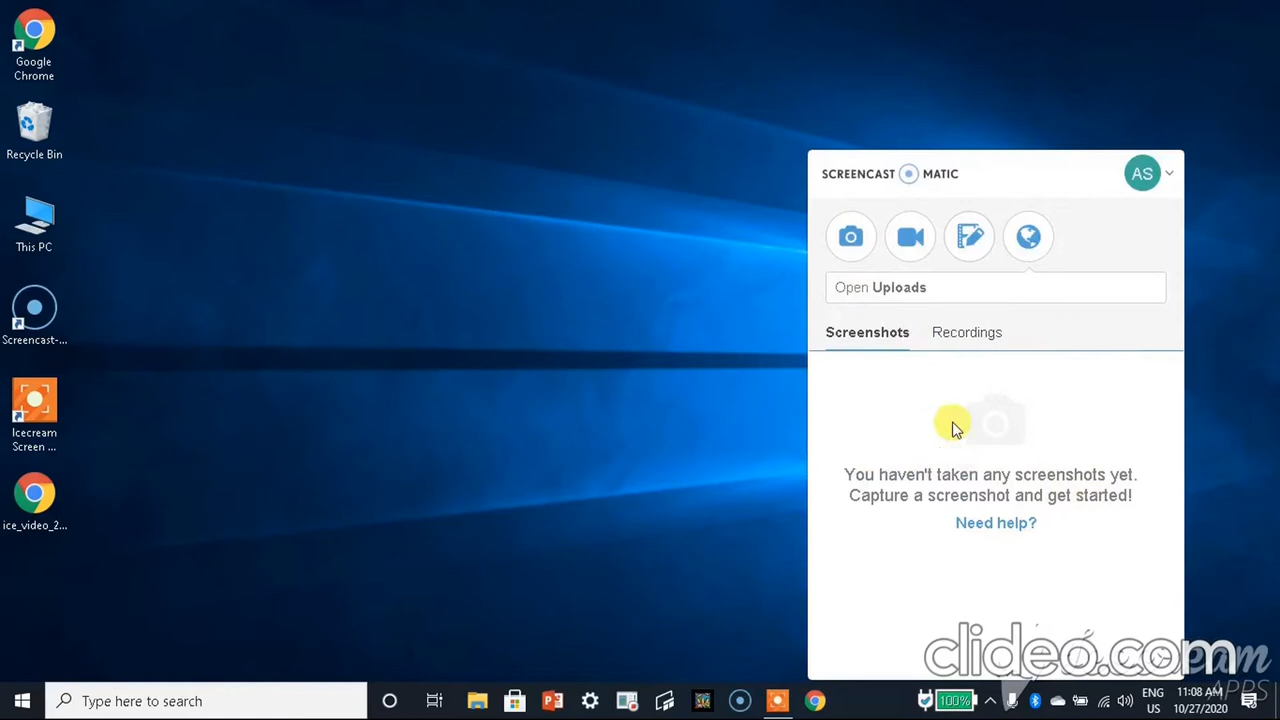 Google
Chrome
Recycle Bin
This PC
Screencast-...
Icecream
Screen ...
ice_video_2...
SCREENCAST MATIC
AS
Open Uploads
Screenshots Recordings
You haven't taken any screenshots yet.
Capture a screenshot and get started!
Need help?
clideo.com
APPS
Type here to search
100%
ENG
US
11:08 AM
10/27/2020